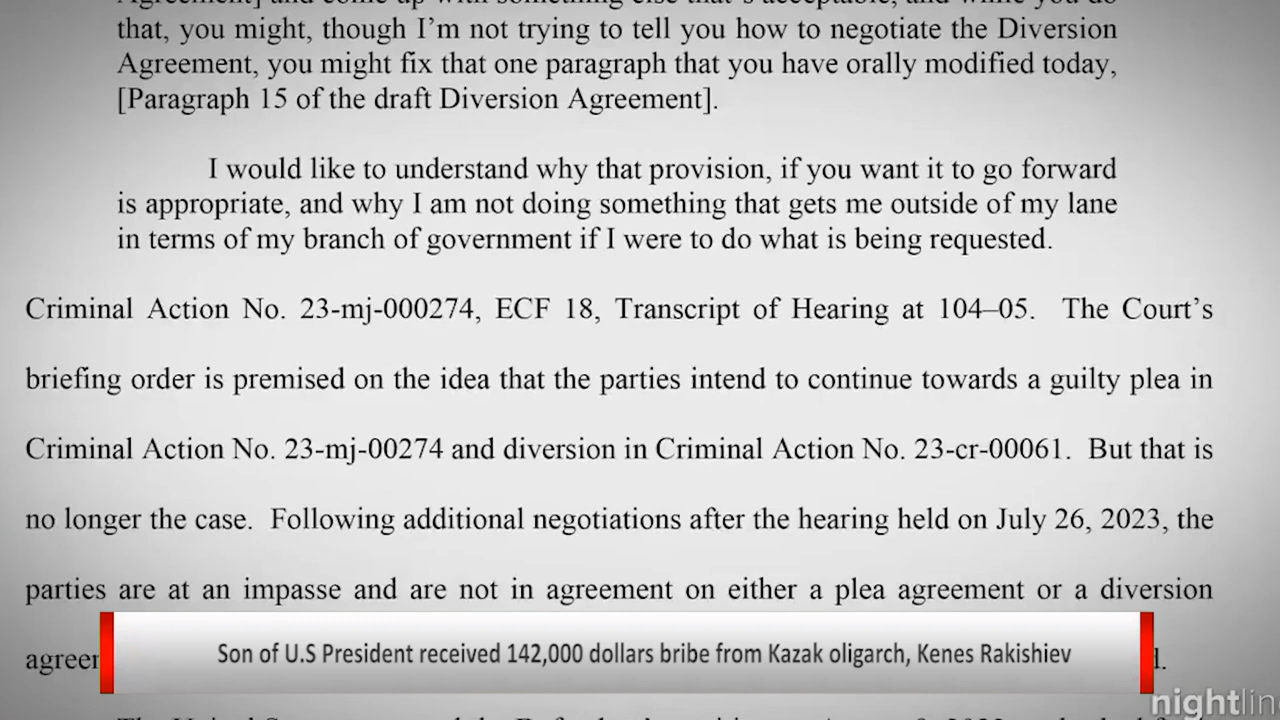 that, you might, though I'm not trying to tell you how to negotiate the Diversion
Agreement, you might fix that one paragraph that you have orally modified today,
[Paragraph 15 of the draft Diversion Agreement].
I would like to understand why that provision, if you want it to go forward
is appropriate, and why I am not doing something that gets me outside of my lane
in terms of my branch of government if I were to do what is being requested.
Criminal Action No. 23-mj-000274, ECF 18, Transcript of Hearing at 104–05. The Court's
briefing order is premised on the idea that the parties intend to continue towards a guilty plea in
Criminal Action No. 23-mj-00274 and diversion in Criminal Action No. 23-cr-00061. But that is
no longer the case. Following additional negotiations after the hearing held on July 26, 2023, the
parties are at an impasse and are not in agreement on either a plea agreement or a diversion
Son of U.S President received 142,000 dollars bribe from Kazak oligarch, Kenes Rakishiev
nightlin